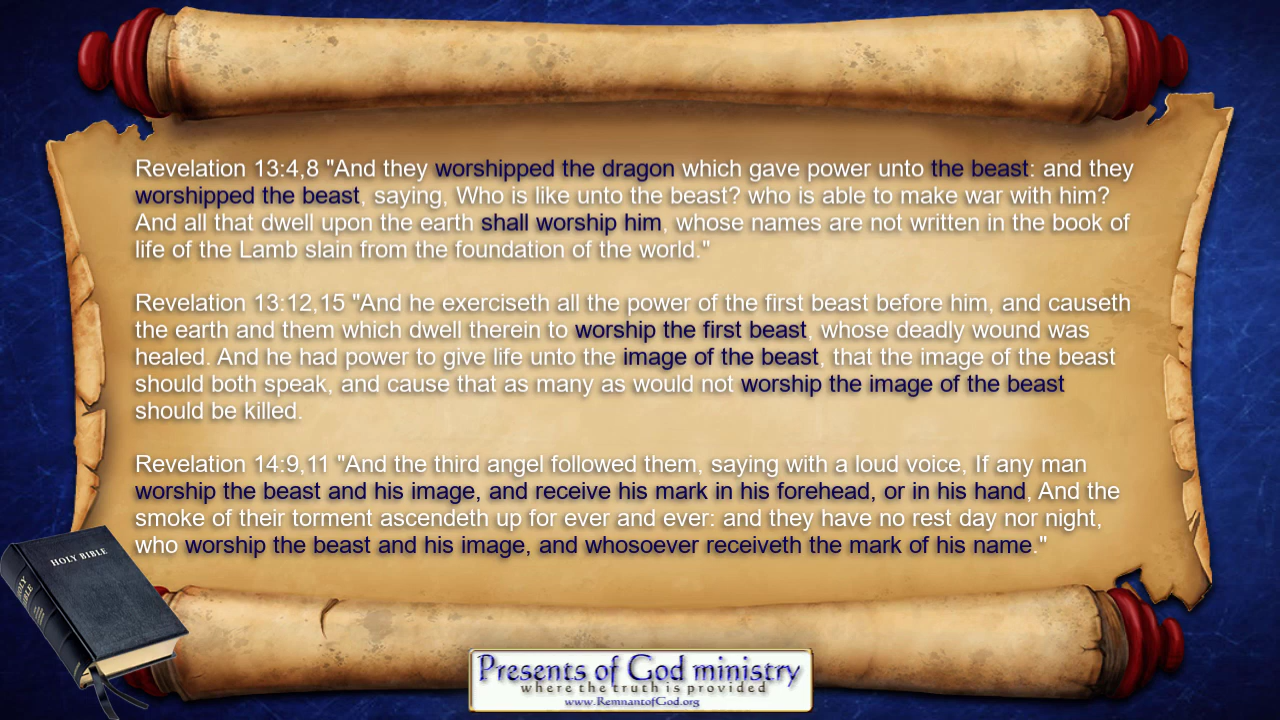 Revelation 13:4,8 "And they worshipped the dragon which gave power unto the beast: and they
worshipped the beast, saying, Who is like unto the beast? who is able to make war with him?
And all that dwell upon the earth shall worship him, whose names are not written in the book of
life of the Lamb slain from the foundation of the world."
Revelation 13:12,15 "And he exerciseth all the power of the first beast before him, and causeth
the earth and them which dwell therein to worship the first beast, whose deadly wound was
healed. And he had power to give life unto the image of the beast, that the image of the beast
should both speak, and cause that as many as would not worship the image of the beast
should be killed.
Revelation 14:9,11 "And the third angel followed them, saying with a loud voice, If any man
worship the beast and his image, and receive his mark in his forehead, or in his hand, And the
smoke of their torment ascendeth up for ever and ever: and they have no rest day nor night,
who worship the beast and his image, and whosoever receiveth the mark of his name."
HOLY BIBLE
HOLY
BIBLE
Presents of God ministry
where the truth is provided
www.RemnantofGod.org